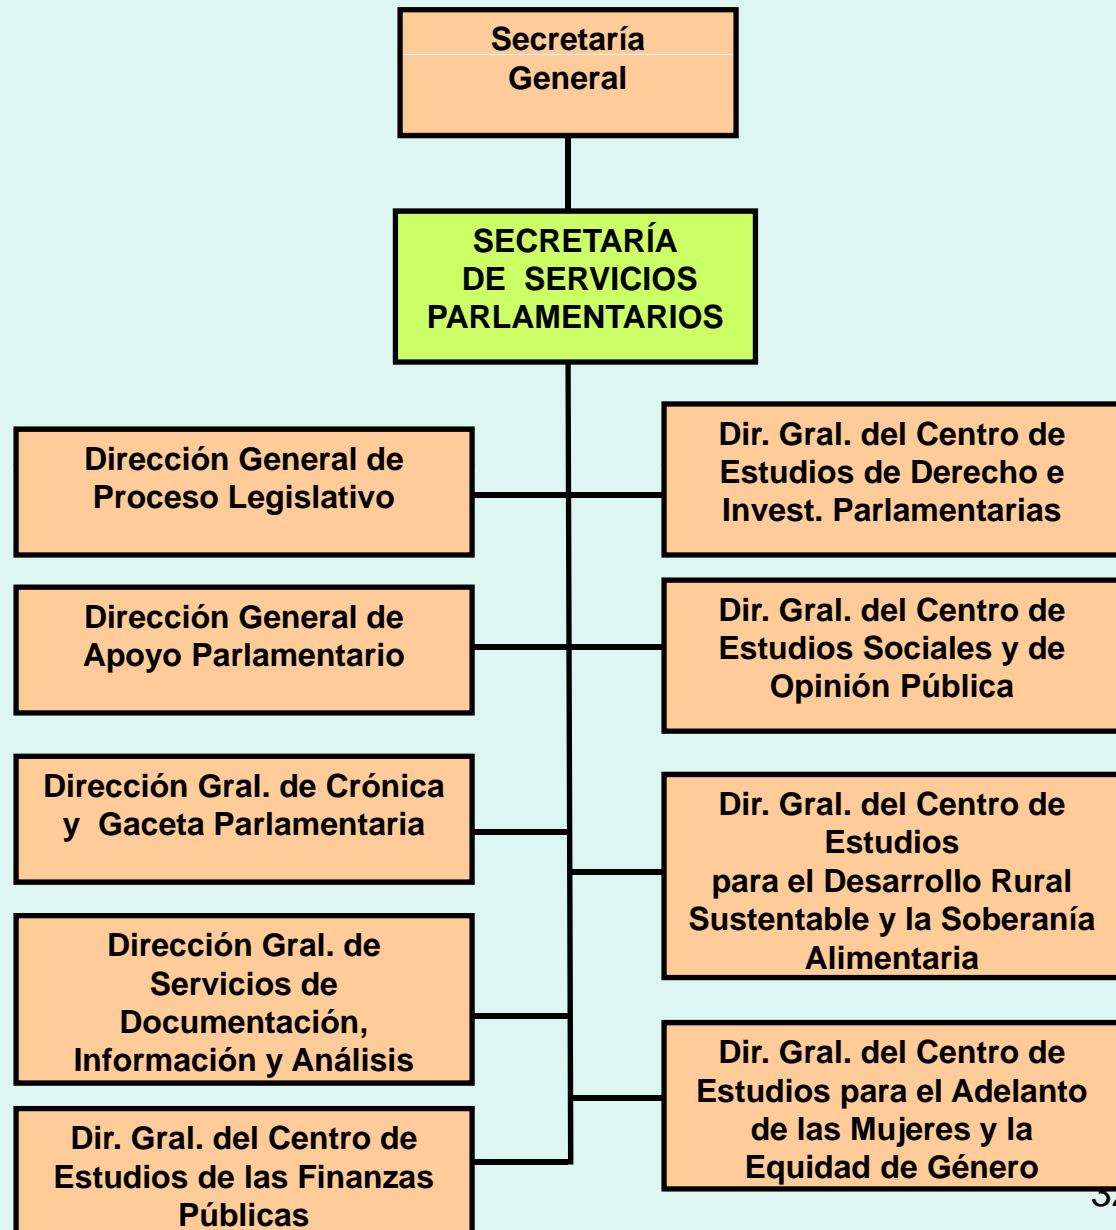 Secretaría
General
SECRETARÍA
DE SERVICIOS
PARLAMENTARIOS
Dirección General de
Proceso Legislativo
Dirección General de
Apoyo Parlamentario
Dirección Gral. de Crónica
y Gaceta Parlamentaria
Dirección Gral. de
Servicios de
Documentación,
Información y Análisis
Dir. Gral. del Centro de
Estudios de las Finanzas
Públicas
Dir. Gral. del Centro de
Estudios de Derecho e
Invest. Parlamentarias
Dir. Gral. del Centro de
Estudios Sociales y de
Opinión Pública
Dir. Gral. del Centro de
Estudios
para el Desarrollo Rural
Sustentable y la Soberanía
Alimentaria
Dir. Gral. del Centro de
Estudios para el Adelanto
de las Mujeres y la
Equidad de Género